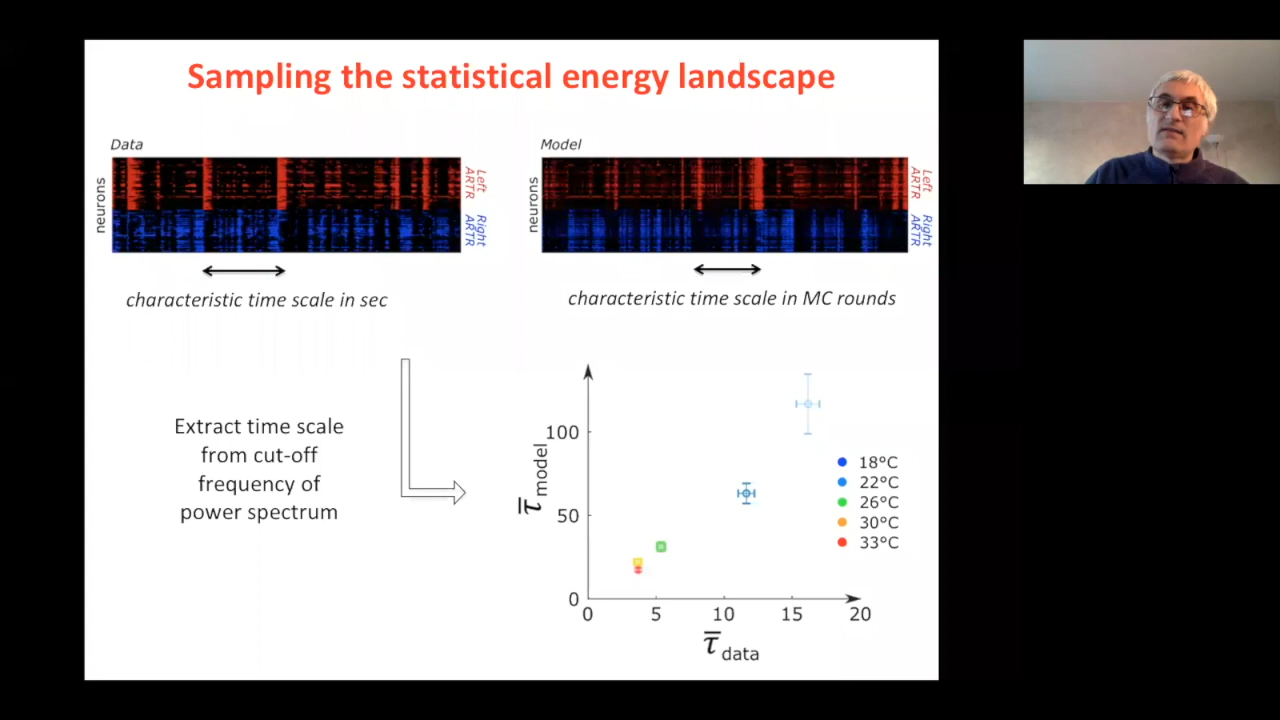 Sampling the statistical energy landscape
Data
neurons
Left
ARTR
Right
ARTR
characteristic time scale in sec
Model
neurons
Left
ARTR
Right
ARTR
characteristic time scale in MC rounds
Extract time scale
from cut-off
frequency of
power spectrum
τ̅ model
100
50
0
0 5 10 15 20
τ̅ data
18°C
22°C
26°C
30°C
33°C